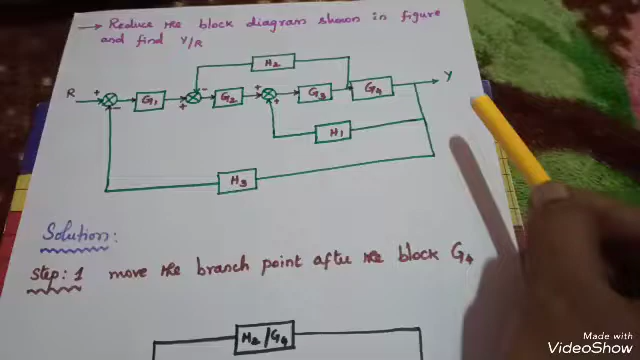 → Reduce the block diagram shown in figure
and find Y/R
H2
R + - G1 + - G2 + + G3 G4 Y
H1
H3
Solution:
Step: 1 move the branch point after the block G4
H2/G4
Made with
VideoShow